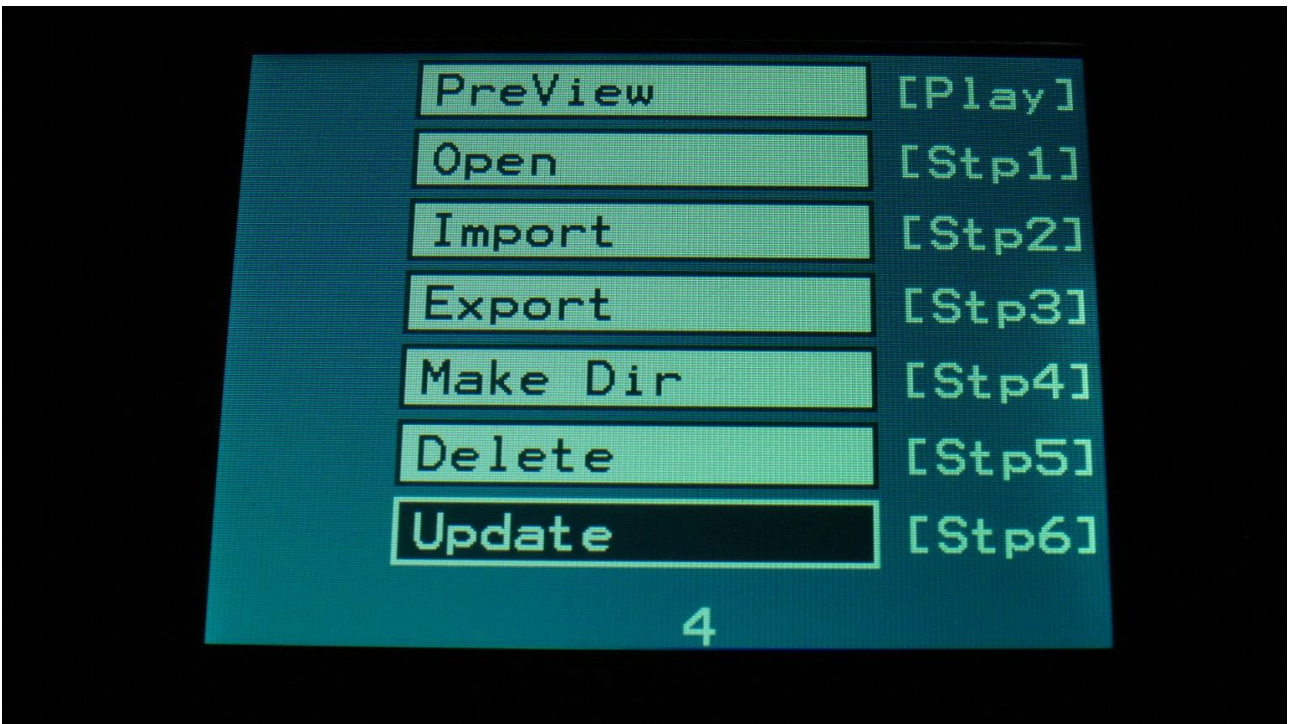 PreView [Play]
Open [Stp1]
Import [Stp2]
Export [Stp3]
Make Dir [Stp4]
Delete [Stp5]
Update [Stp6]
4